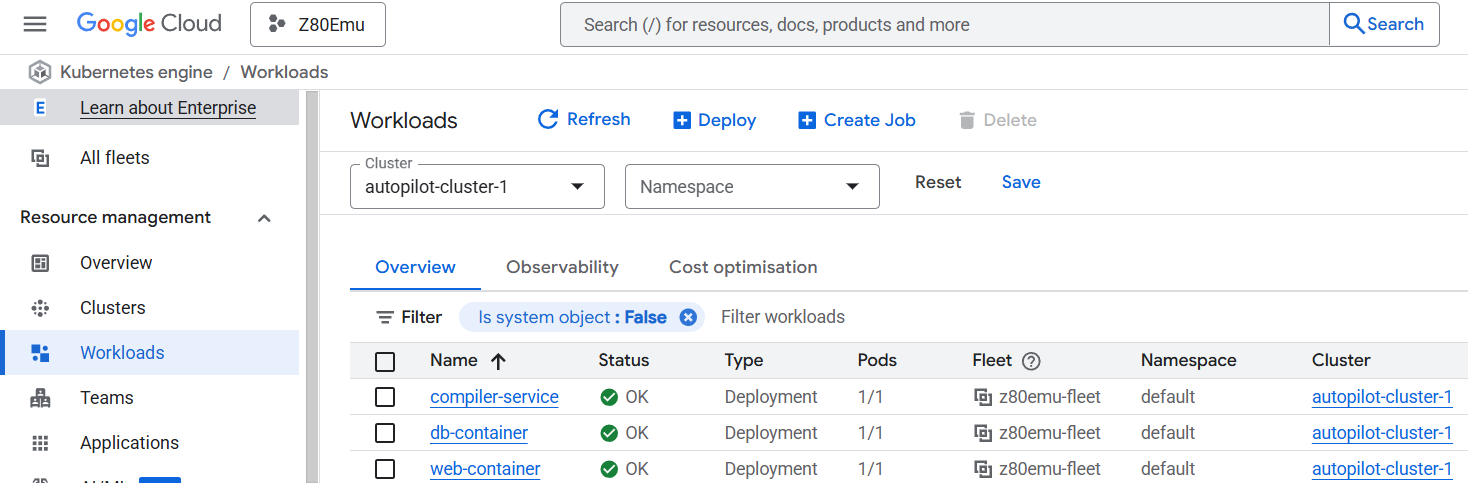 Google Cloud Z80Emu Search (/) for resources, docs, products and more Search
Kubernetes engine / Workloads
E Learn about Enterprise
All fleets
Resource management
Overview
Clusters
Workloads
Teams
Applications
Workloads Refresh Deploy Create Job Delete
Cluster
autopilot-cluster-1 Namespace Reset Save
Overview Observability Cost optimisation
Filter Is system object : False Filter workloads
Name Status Type Pods Fleet Namespace Cluster
compiler-service OK Deployment 1/1 z80emu-fleet default autopilot-cluster-1
db-container OK Deployment 1/1 z80emu-fleet default autopilot-cluster-1
web-container OK Deployment 1/1 z80emu-fleet default autopilot-cluster-1